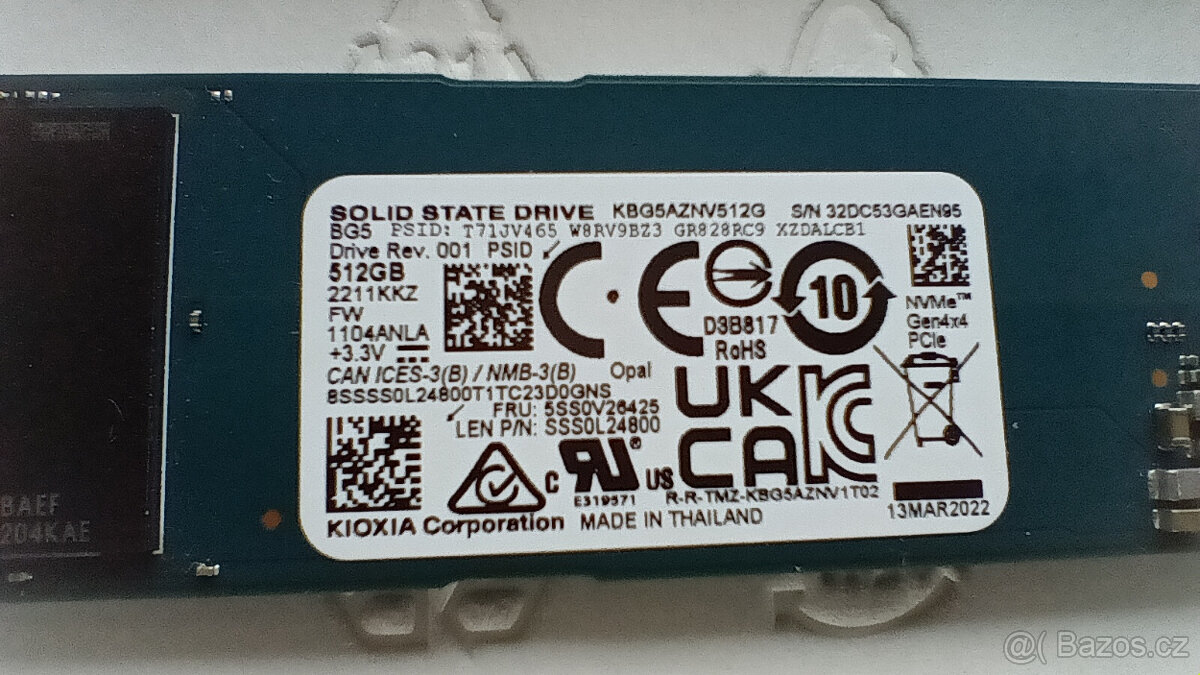 SOLID STATE DRIVE KBG5AZNV512G S/N 32DC53GAEN95
BG5 PSID: T71JV465 W8RV9BZ3 GR828RC9 XZDALCB1
Drive Rev. 001 PSID
512GB
2211KKZ
FW
1104ANLA
+3.3V
10
D3B817
RoHS
NVMe™
Gen4x4
PCIe
CAN ICES-3(B) / NMB-3(B) Opal
8SSSS0L24800T1TC23D0GNS
FRU: 5SS0V26425
LEN P/N: SSS0L24800
UK
CA
C US
E319571
R-R-TMZ-KBG5AZNV1T02
13MAR2022
KIOXIA Corporation MADE IN THAILAND
BAEF
204KAE
@( Bazos.cz